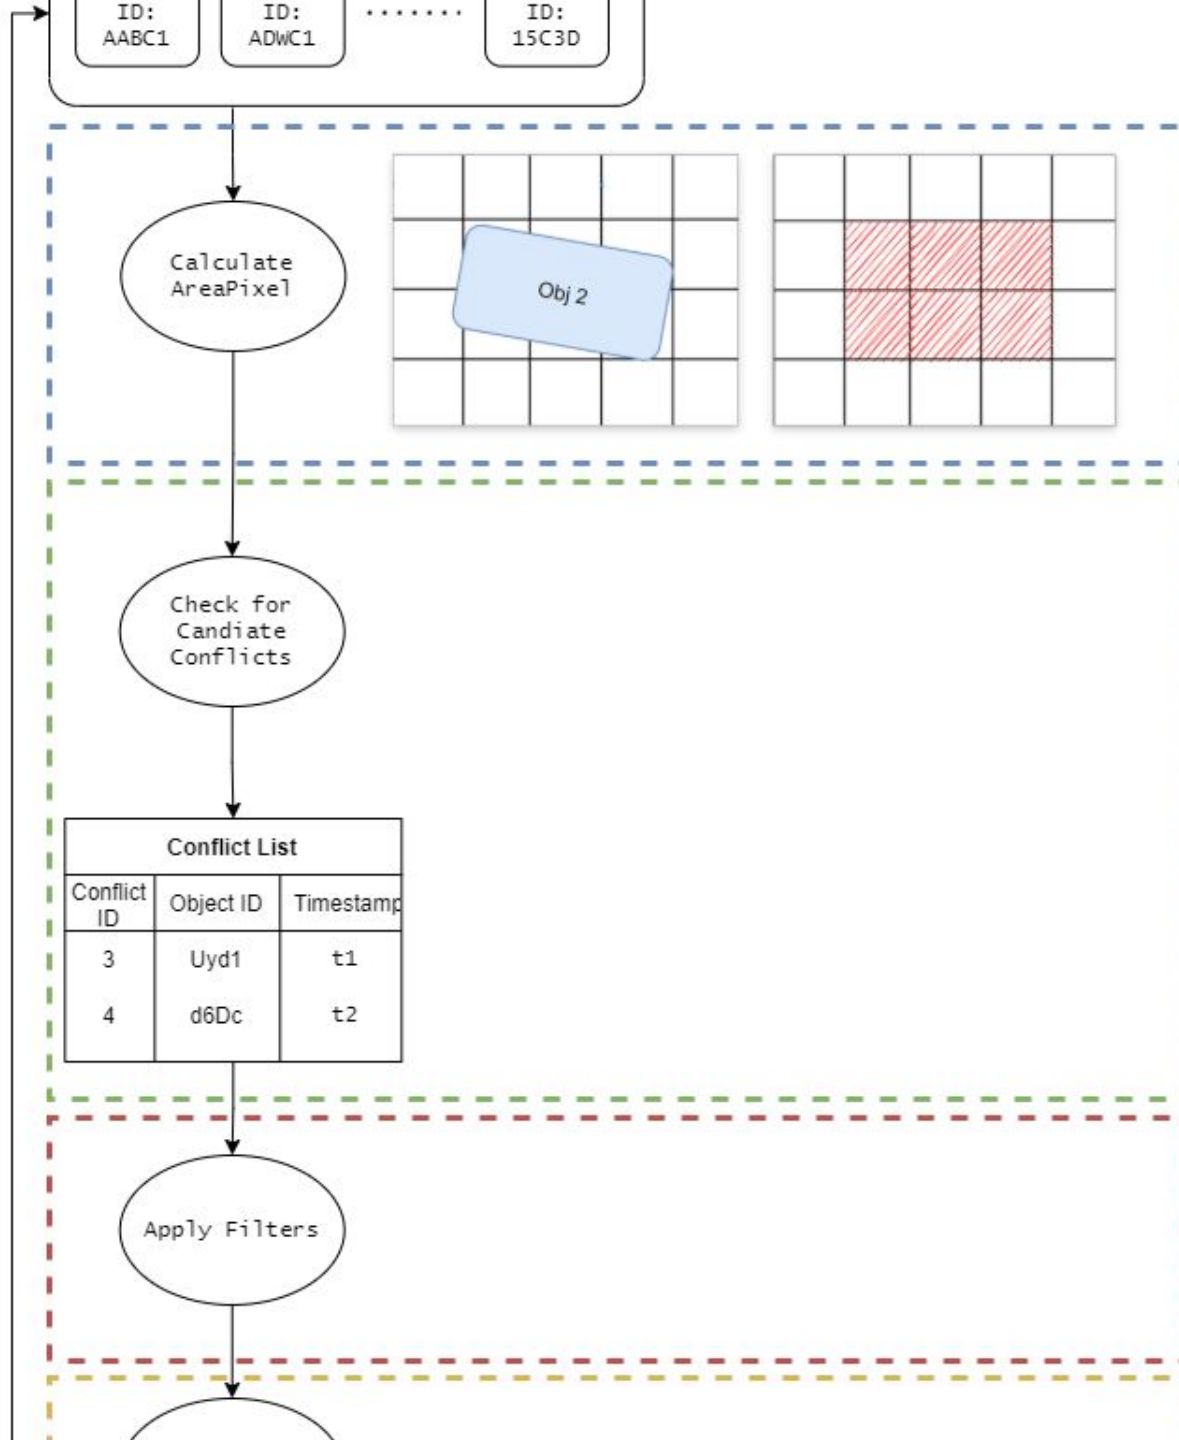 ID:
AABC1
ID:
ADWC1
.......
ID:
15C3D
Calculate
AreaPixel
Obj 2
Check for
Candiate
Conflicts
Conflict List
Conflict
ID
Object ID
Timestamp
3
Uyd1
t1
4
d6Dc
t2
Apply Filters